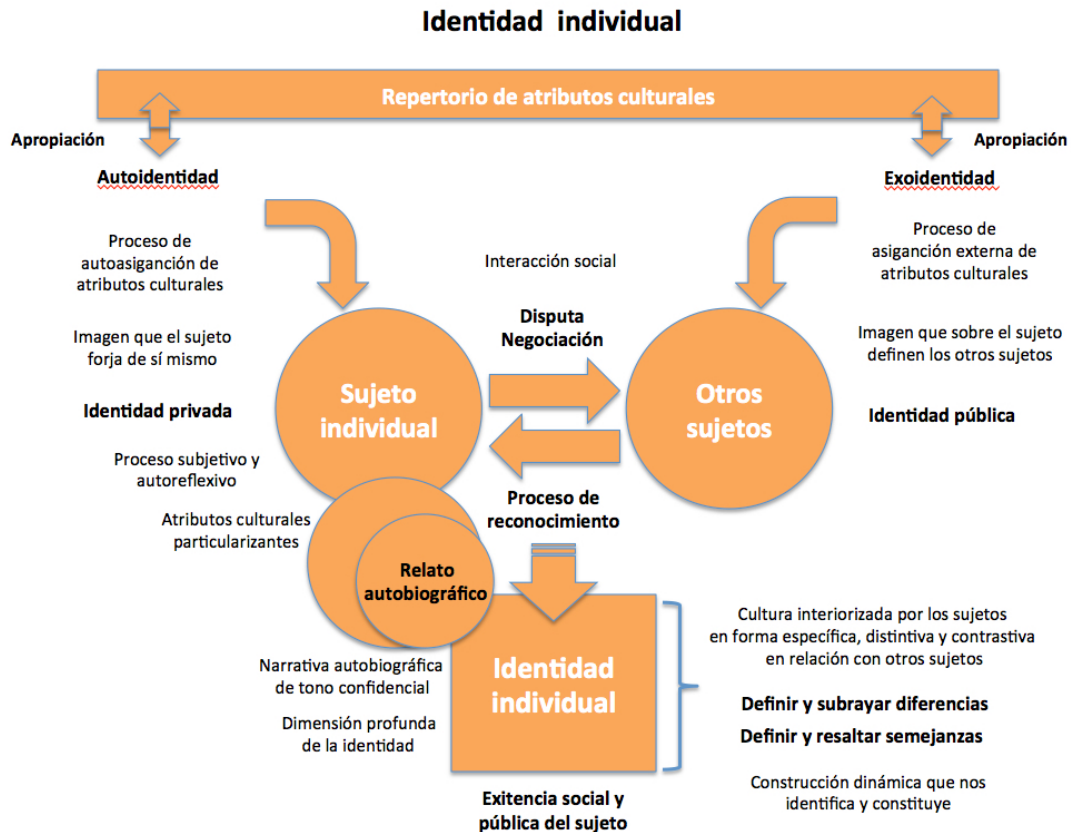 Identidad  individual
Repertorio de atributos culturales
Apropiación
Apropiación
Autoidentidad
Exoidentidad
Proceso de
autoasigancin de
atributos culturales
Interacción social
Proceso de
asigancin externa de
atributos culturales
Disputa
Negociación
Imagen que el sujeto
forja de sí mismo
Imagen que sobre el sujeto
definen los otros sujetos
Sujeto
individual
Otros
sujetos
Identidad privada
Identidad pública
Proceso subjetivo y
autoreflexivo
Proceso de
reconocimiento
Atributos culturales
particularizantes
Relato
autobiográfico
Cultura interiorizada por los sujetos
en forma específica, distintiva y contrastiva
en relación con otros sujetos
Narrativa autobiográfica
de tono confidencial
Identidad
individual
Definir y subrayar diferencias
Definir y resaltar semejanzas
Dimensión profunda
de la identidad
Construcción dinámica que nos
identifica y constituye
Exitencia social y
pública del sujeto